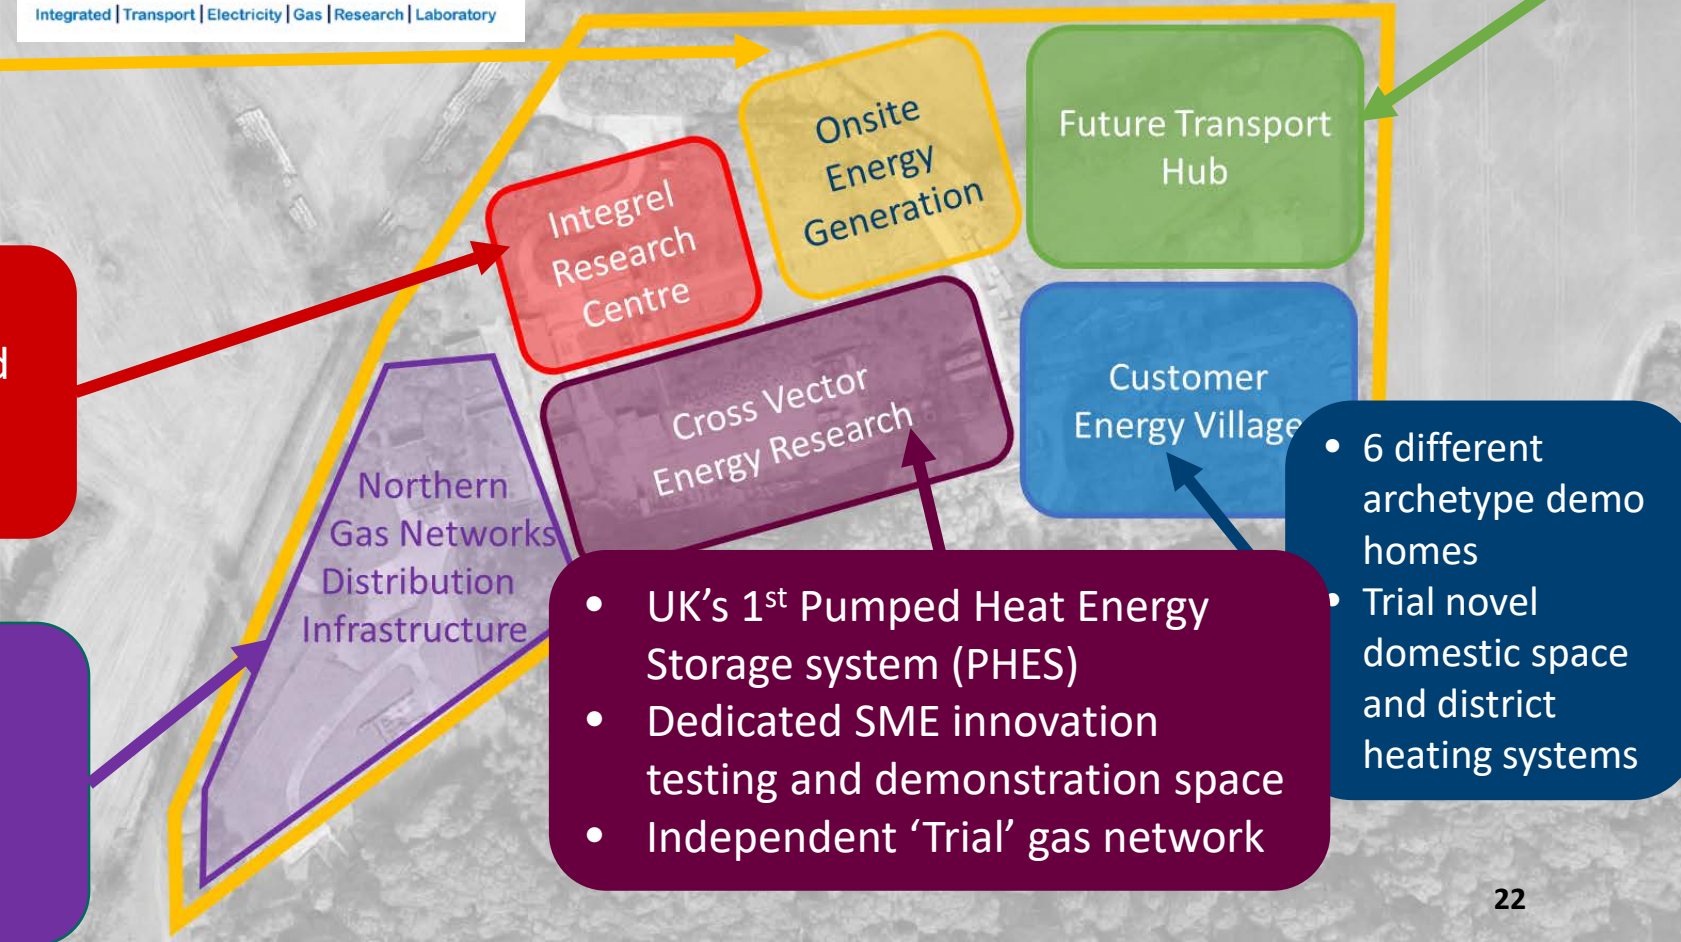 Integrated | Transport | Electricity | Gas | Research | Laboratory
Onsite
Energy
Generation
Future Transport
Hub
Integrel
Research
Centre
Customer
Energy Village
Cross Vector
Energy Research
Northern
Gas Networks
Distribution
Infrastructure
• 6 different
archetype demo
homes
• Trial novel
domestic space
and district
heating systems
• UK’s 1st Pumped Heat Energy
Storage system (PHES)
• Dedicated SME innovation
testing and demonstration space
• Independent ‘Trial’ gas network
22